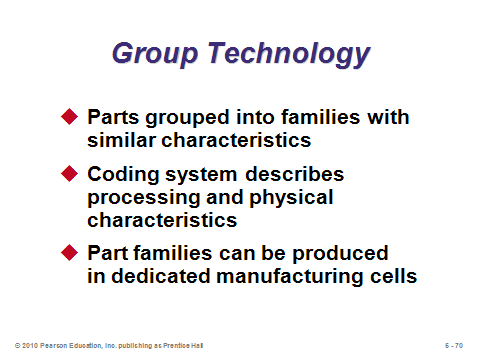 Group Technology
Parts grouped into families with
similar characteristics
Coding system describes
processing and physical
characteristics
Part families can be produced
in dedicated manufacturing cells
© 2010 Pearson Education, Inc. publishing as Prentice Hall
6 - 70